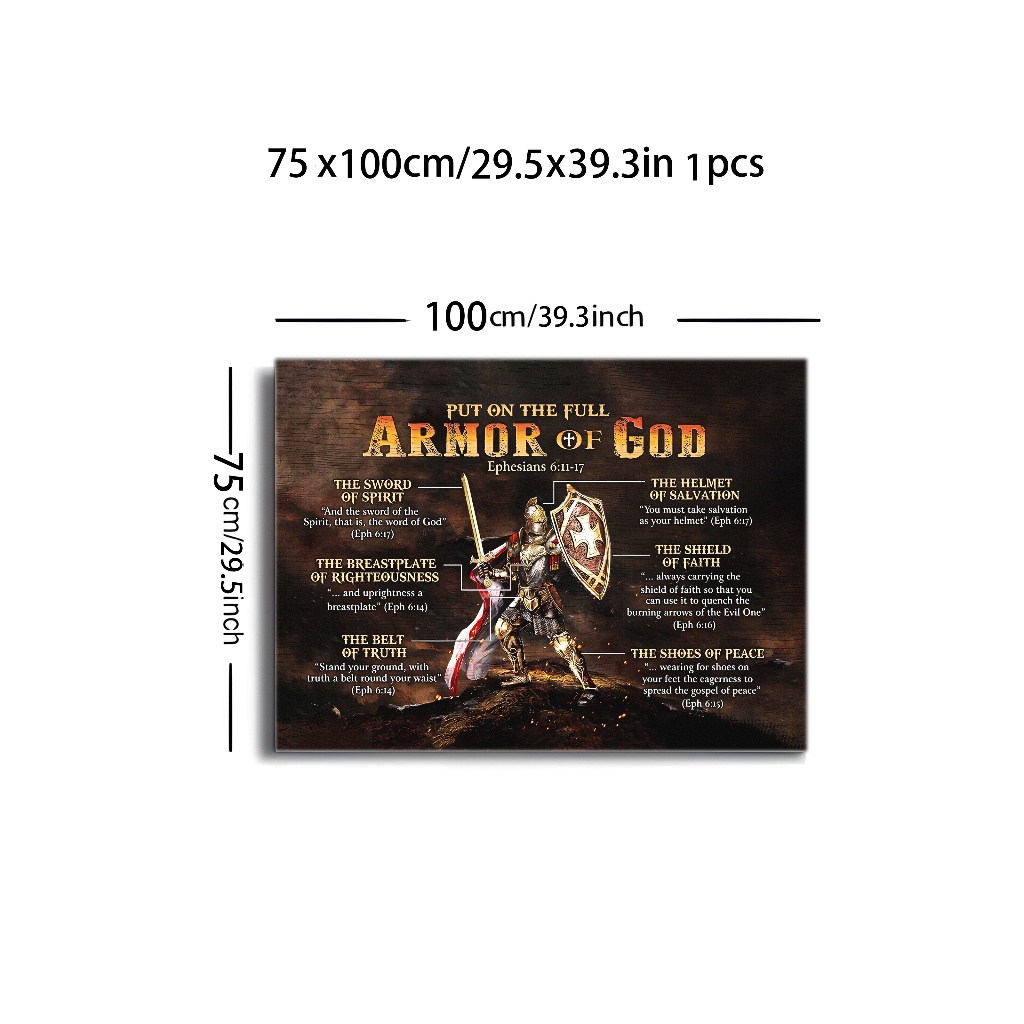 75 x100cm/29.5x39.3in 1pcs
100cm/39.3inch
75cm/29.5inch
PUT ON THE FULL
ARMOR OF GOD
Ephesians 6:11-17
THE SWORD
OF SPIRIT
"And the sword of the
Spirit, that is, the word of God"
(Eph 6:17)
THE BREASTPLATE
OF RIGHTEOUSNESS
"... and uprightness a
breastplate" (Eph 6:14)
THE BELT
OF TRUTH
"Stand your ground, with
truth a belt round your waist"
(Eph 6:14)
THE HELMET
OF SALVATION
"You must take salvation
as your helmet" (Eph 6:17)
THE SHIELD
OF FAITH
"... always carrying the
shield of faith so that you
can use it to quench the
burning arrows of the Evil One"
(Eph 6:16)
THE SHOES OF PEACE
"... wearing for shoes on
your feet the eagerness to
spread the gospel of peace"
(Eph 6:15)